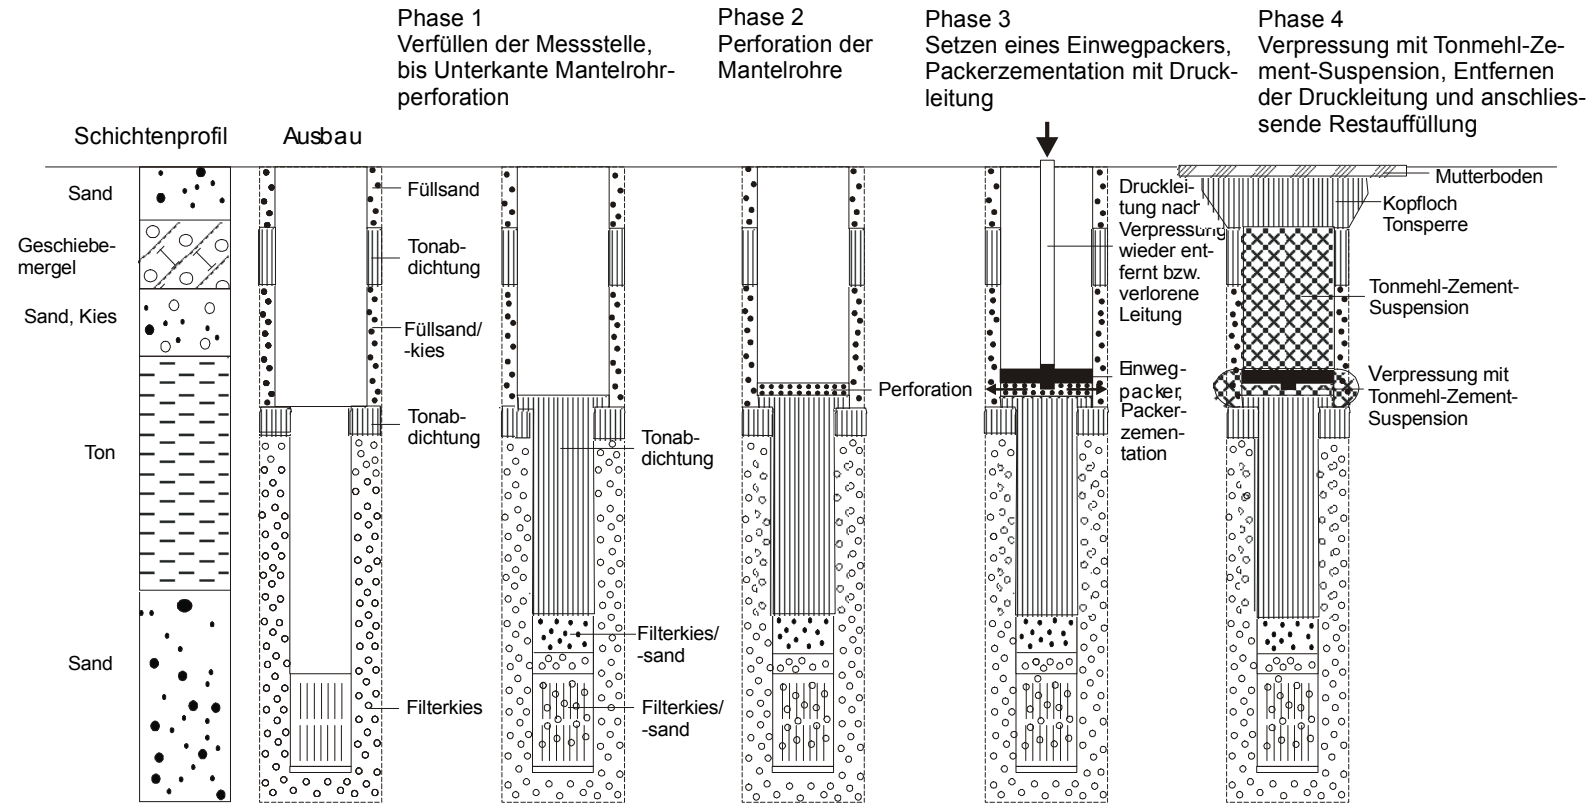 Phase 1
Verfüllen der Messstelle,
bis Unterkante Mantelrohr-
perforation
Phase 2
Perforation der
Mantelrohre
Phase 3
Setzen eines Einwegpackers,
Packerzementation mit Druck-
leitung
Phase 4
Verpressung mit Tonmehl-Ze-
ment-Suspension, Entfernen
der Druckleitung und anschlies-
sende Restauffüllung
Schichtenprofil
Ausbau
Sand
Geschiebe-
mergel
Sand, Kies
Ton
Sand
Füllsand
Tonab-
dichtung
Füllsand/
-kies
Tonab-
dichtung
Filterkies
Tonab-
dichtung
Filterkies/
-sand
Filterkies/
-sand
Perforation
Drucklei-
tung nach
Verpressung
wieder ent-
fernt bzw.
verlorene
Leitung
Einweg-
packer,
Packer-
zemen-
tation
Mutterboden
Kopfloch
Tonsperre
Tonmehl-Zement-
Suspension
Verpressung mit
Tonmehl-Zement-
Suspension